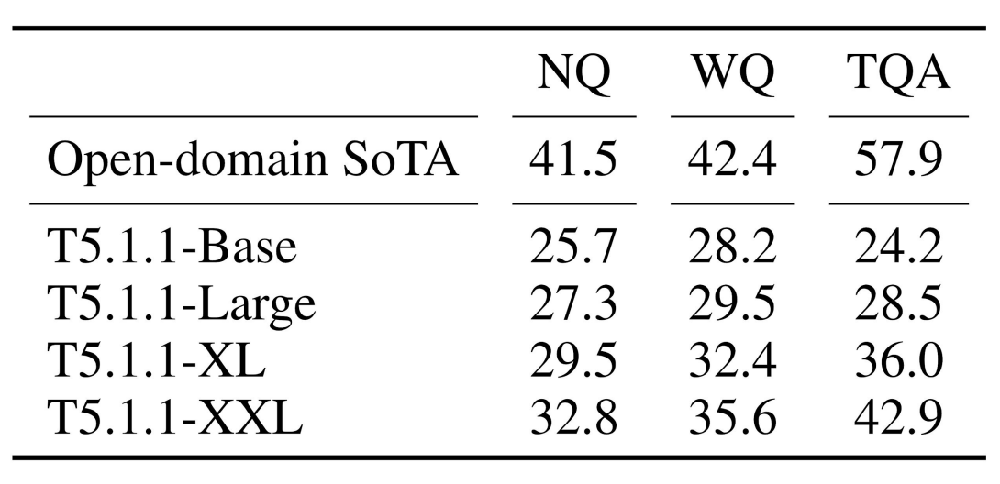 NQ WQ TQA
Open-domain SoTA 41.5 42.4 57.9
T5.1.1-Base 25.7 28.2 24.2
T5.1.1-Large 27.3 29.5 28.5
T5.1.1-XL 29.5 32.4 36.0
T5.1.1-XXL 32.8 35.6 42.9